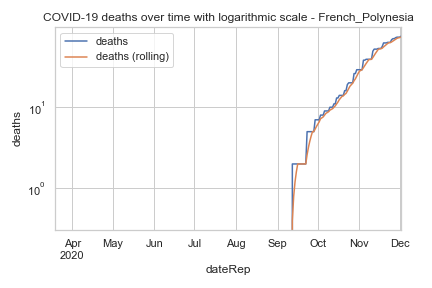 COVID-19 deaths over time with logarithmic scale - French_Polynesia
deaths
deaths (rolling)
deaths
10¹
10⁰
Apr May Jun Jul Aug Sep Oct Nov Dec
2020
dateRep